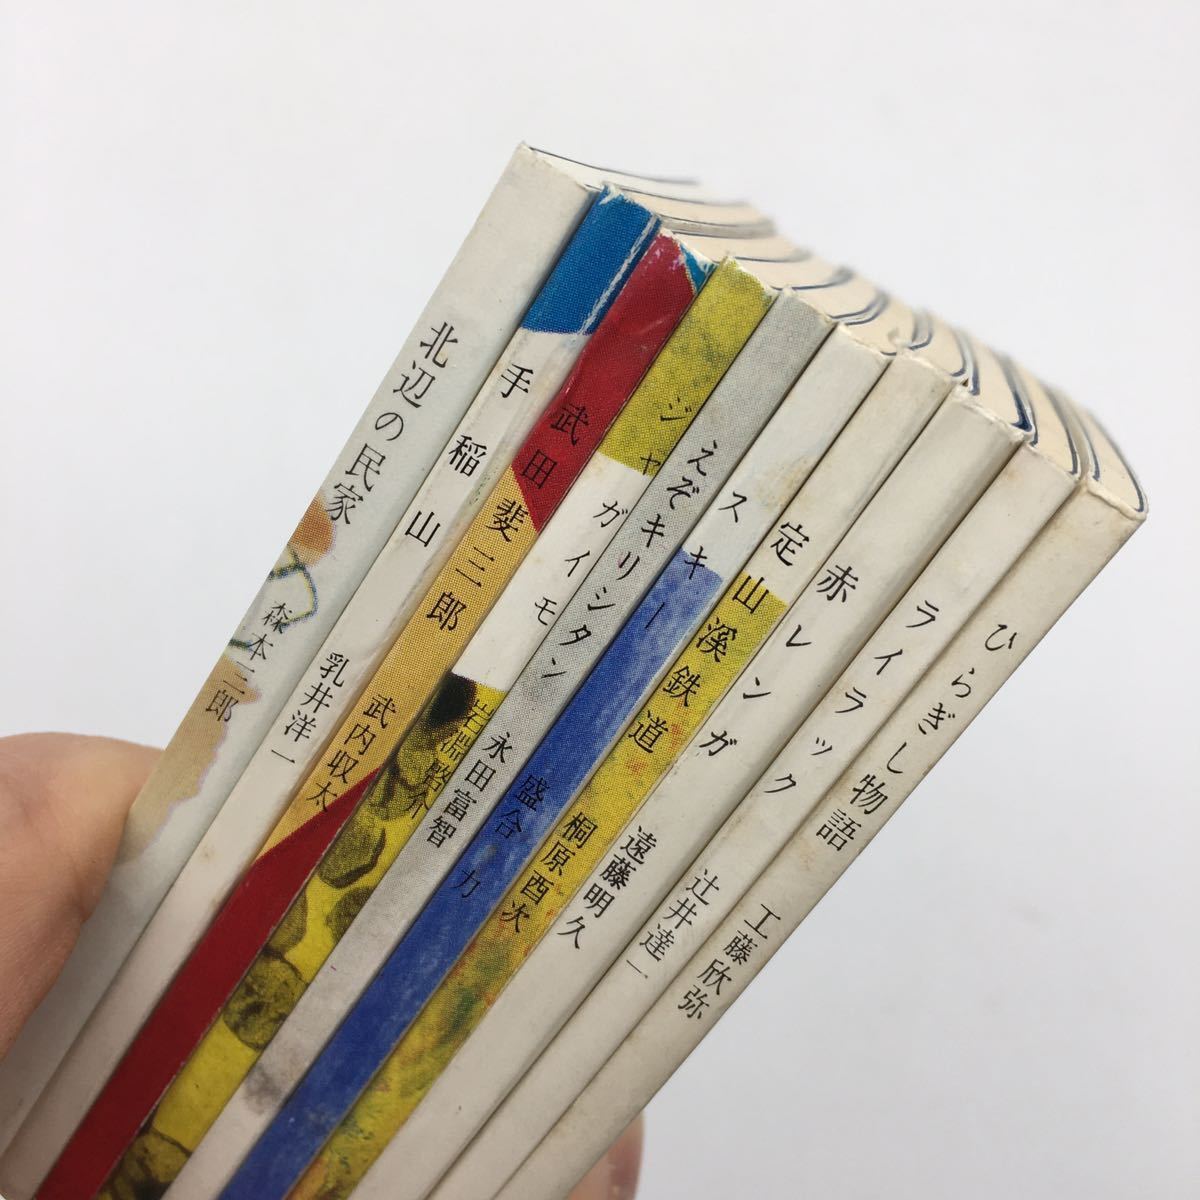 北辺の民家 森本三郎
手稲山 乳井洋一
武田斐三郎 武内収太
ジャガイモ 岩淵啓介
えぞキリシタン 永田富智
スキー 盛合力
定山溪鉄道 桐原酉次
赤レンガ 遠藤明久
ライラック 辻井達一
ひらぎし物語 工藤欣弥